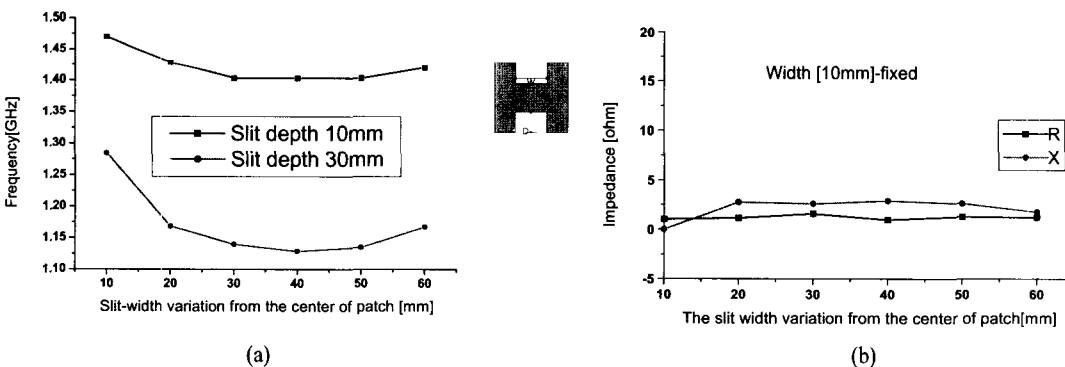 1.50
1.45
1.40
1.35
1.30
1.25
1.20
1.15
1.10
Frequency[GHz]
Slit depth 10mm
Slit depth 30mm
10 20 30 40 50 60
Slit-width variation from the center of patch [mm]
(a)
W
D
20
15
10
5
0
-5
Impedance [ohm]
Width [10mm]-fixed
R
X
10 20 30 40 50 60
The slit width variation from the center of patch[mm]
(b)